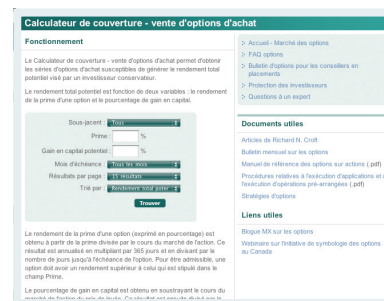 Calculateur de couverture - vente d'options d'achat
Fonctionnement
Le Calculateur de couverture - vente d'options d'achat permet d'obtenir
les séries d'options d'achat susceptibles de générer le rendement total
potentiel visé par un investisseur conservateur.
Le rendement total potentiel est fonction de deux variables : le rendement
de la prime d'une option et le pourcentage de gain en capital.
Sous-jacent : Tous
Prime : %
Gain en capital potentiel : %
Mois d'échéance : Tous les mois
Résultats par page : 15 résultats
Trié par : Rendement total poter
Trouver
Le rendement de la prime d'une option (exprimé en pourcentage) est
obtenu à partir de la prime divisée par le cours du marché de l'action. Ce
résultat est annualisé en multipliant par 365 jours et en divisant par le
nombre de jours jusqu'à l'échéance de l'option. Pour être admissible, une
option doit avoir un rendement supérieur à celui qui est stipulé dans le
champ Prime.
Le pourcentage de gain en capital est obtenu en soustrayant le cours du
> Accueil - Marché des options
> FAQ options
> Bulletin d'options pour les conseillers en
placements
> Protection des investisseurs
> Questions à un expert
Documents utiles
Articles de Richard N. Croft
Bulletin mensuel sur les options
Manuel de référence des options sur actions (.pdf)
Procédures relatives à l'exécution d'applications et à
l'exécution d'opérations pré-arrangées (.pdf)
Stratégies d'options
Liens utiles
Blogue MX sur les options
Webinaire sur l'initative de symbologie des options
au Canada